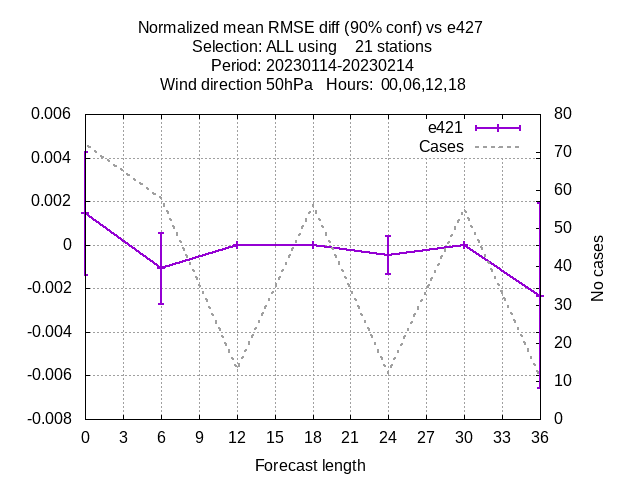 Normalized mean RMSE diff (90% conf) vs e427
Selection: ALL using    21 stations
Period: 20230114-20230214
Wind direction 50hPa   Hours:  00,06,12,18
0.006
0.004
0.002
0
-0.002
-0.004
-0.006
-0.008
e421
Cases
80
70
60
50
40
30
20
10
0
No cases
0 3 6 9 12 15 18 21 24 27 30 33 36
Forecast length